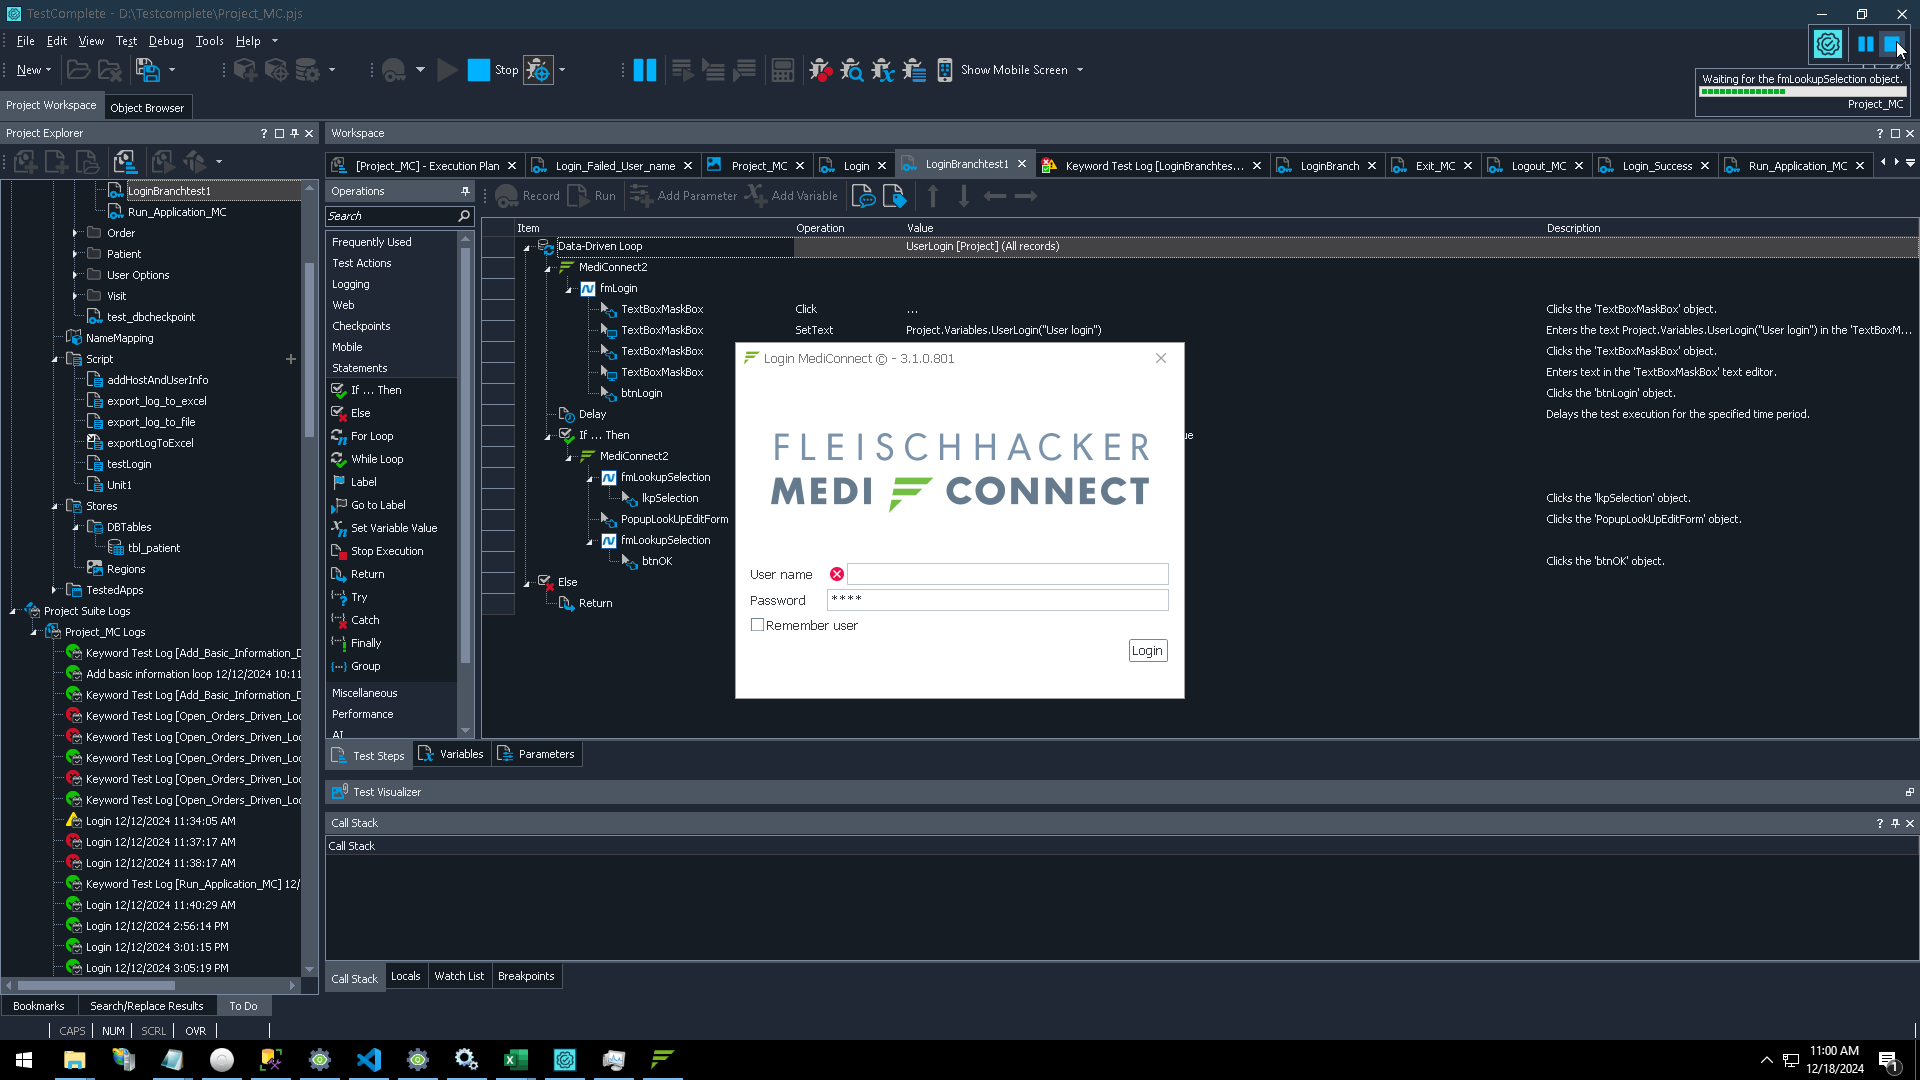 TestComplete - D:\Testcomplete\Project_MC.pjs
File Edit View Test Debug Tools Help
New Stop Show Mobile Screen
Waiting for the fmLookupSelection object.
Project_MC
Project Workspace Object Browser
Project Explorer ?
Workspace ?
[Project_MC] - Execution Plan Login_Failed_User_name Project_MC Login LoginBranchtest1 Keyword Test Log [LoginBranchtes... LoginBranch Exit_MC Logout_MC Login_Success Run_Application_MC
LoginBranchtest1
Run_Application_MC
Order
Patient
User Options
Visit
test_dbcheckpoint
NameMapping
Script
addHostAndUserInfo
export_log_to_excel
export_log_to_file
exportLogToExcel
testLogin
Unit1
Stores
DBTables
tbl_patient
Regions
TestedApps
Project Suite Logs
Project_MC Logs
Keyword Test Log [Add_Basic_Information_D
Add basic information loop 12/12/2024 10:11
Keyword Test Log [Add_Basic_Information_D
Keyword Test Log [Open_Orders_Driven_Loo
Keyword Test Log [Open_Orders_Driven_Loo
Keyword Test Log [Open_Orders_Driven_Loo
Keyword Test Log [Open_Orders_Driven_Loo
Keyword Test Log [Open_Orders_Driven_Loo
Login 12/12/2024 11:34:05 AM
Login 12/12/2024 11:37:17 AM
Login 12/12/2024 11:38:17 AM
Keyword Test Log [Run_Application_MC] 12/
Login 12/12/2024 11:40:29 AM
Login 12/12/2024 2:56:14 PM
Login 12/12/2024 3:01:15 PM
Login 12/12/2024 3:05:19 PM
Bookmarks Search/Replace Results To Do
Operations
Search
Frequently Used
Test Actions
Logging
Web
Checkpoints
Mobile
Statements
If ... Then
Else
For Loop
While Loop
Label
Go to Label
Set Variable Value
Stop Execution
Return
Try
Catch
Finally
Group
Miscellaneous
Performance
AI
Record Run Add Parameter Add Variable
Item Operation Value Description
Data-Driven Loop UserLogin [Project] (All records)
MediConnect2
fmLogin
TextBoxMaskBox Click ... Clicks the 'TextBoxMaskBox' object.
TextBoxMaskBox SetText Project.Variables.UserLogin("User login") Enters the text Project.Variables.UserLogin("User login") in the 'TextBoxM...
TextBoxMaskBox Clicks the 'TextBoxMaskBox' object.
TextBoxMaskBox Enters text in the 'TextBoxMaskBox' text editor.
btnLogin Clicks the 'btnLogin' object.
Delay Delays the test execution for the specified time period.
If ... Then ue
MediConnect2
fmLookupSelection
lkpSelection Clicks the 'lkpSelection' object.
PopupLookUpEditForm Clicks the 'PopupLookUpEditForm' object.
fmLookupSelection
btnOK Clicks the 'btnOK' object.
Else
Return
Login MediConnect © - 3.1.0.801
FLEISCHHACKER
MEDI CONNECT
User name
Password ****
Remember user
Login
Test Steps Variables Parameters
Test Visualizer
Call Stack ?
Call Stack
Call Stack Locals Watch List Breakpoints
CAPS NUM SCRL OVR
11:00 AM
12/18/2024
1